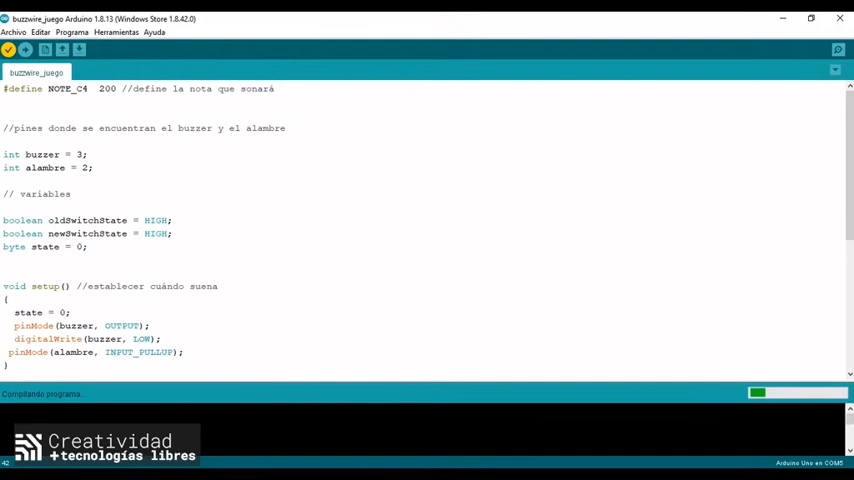 buzzwire_juego Arduino 1.8.13 (Windows Store 1.8.42.0)
Archivo Editar Programa Herramientas Ayuda
buzzwire_juego
#define NOTE_C4  200 //define la nota que sonará
//pines donde se encuentran el buzzer y el alambre
int buzzer = 3;
int alambre = 2;
// variables
boolean oldSwitchState = HIGH;
boolean newSwitchState = HIGH;
byte state = 0;
void setup() //establecer cuándo suena
{
  state = 0;
  pinMode(buzzer, OUTPUT);
  digitalWrite(buzzer, LOW);
 pinMode(alambre, INPUT_PULLUP);
}
Compilando programa...
Creatividad
+tecnologías libres
42 Arduino Uno en COM5